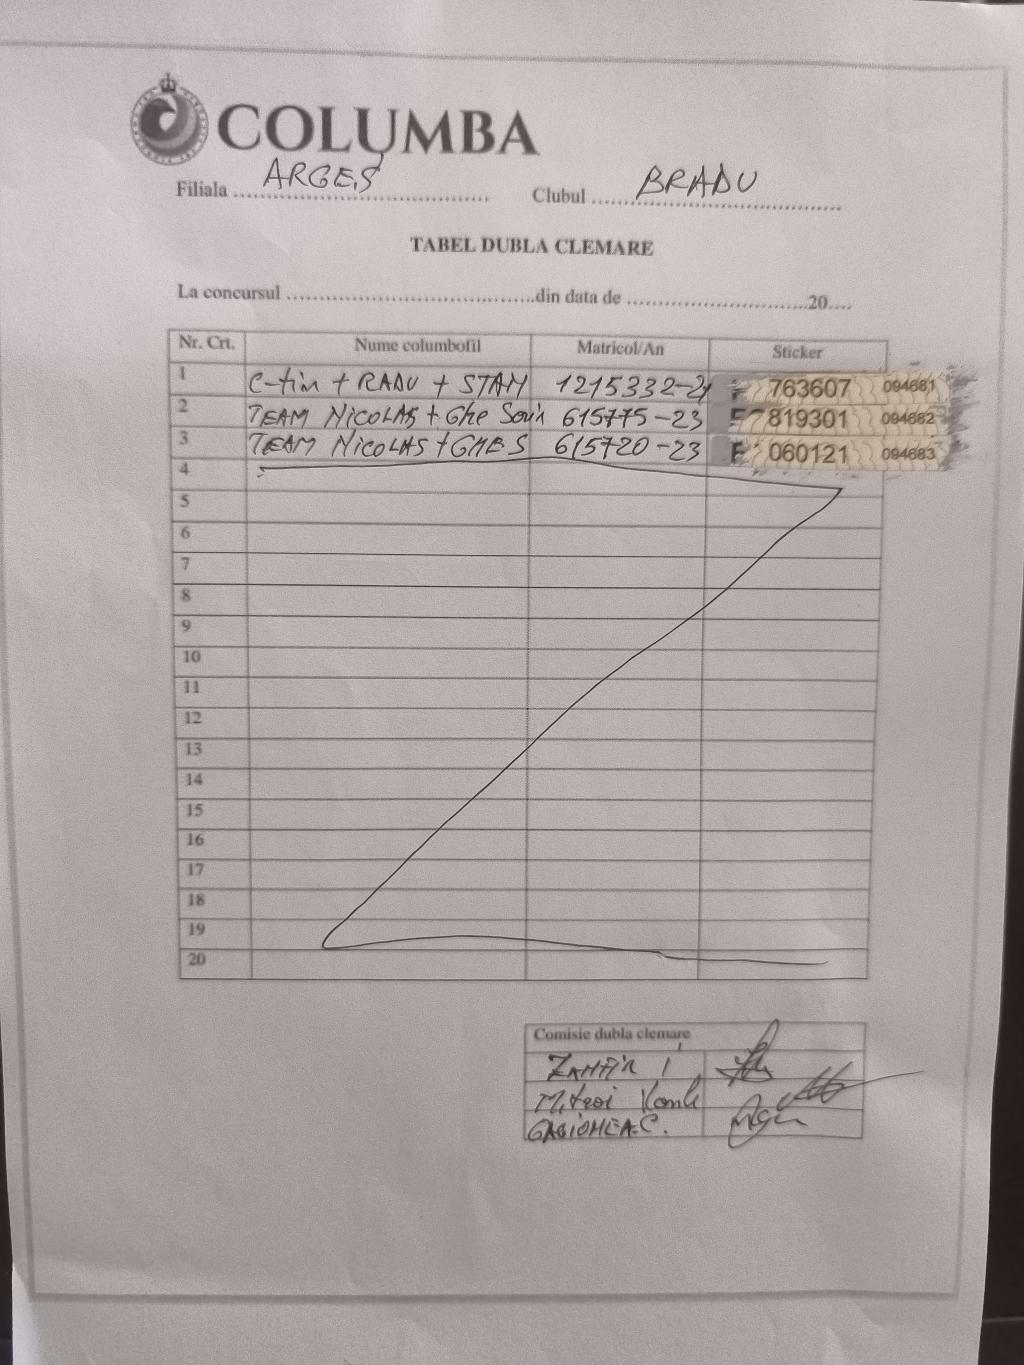 COLUMBA
Filiala ARGEȘ Clubul BRADU
TABEL DUBLA CLEMARE
La concursul ........................................din data de ................................20....
Nr. Crt. Nume columbofil Matricol/An Sticker
1 C-tin + RADU + STAN 1215332-21 763607 094681
2 TEAM NICOLAS + Ghe Sorin 615775-23 819301 094682
3 TEAM NICOLAS + GHE S 615720-23 060121 094683
4
5
6
7
8
9
10
11
12
13
14
15
16
17
18
19
20
Comisie dubla clemare
ZAMFIR I
Mitroi